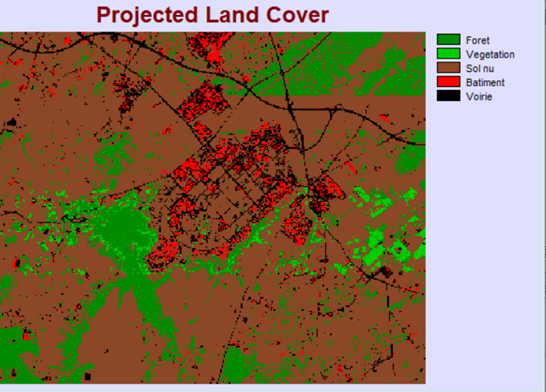 Projected Land Cover
Foret
Vegetation
Sol nu
Batiment
Voirie